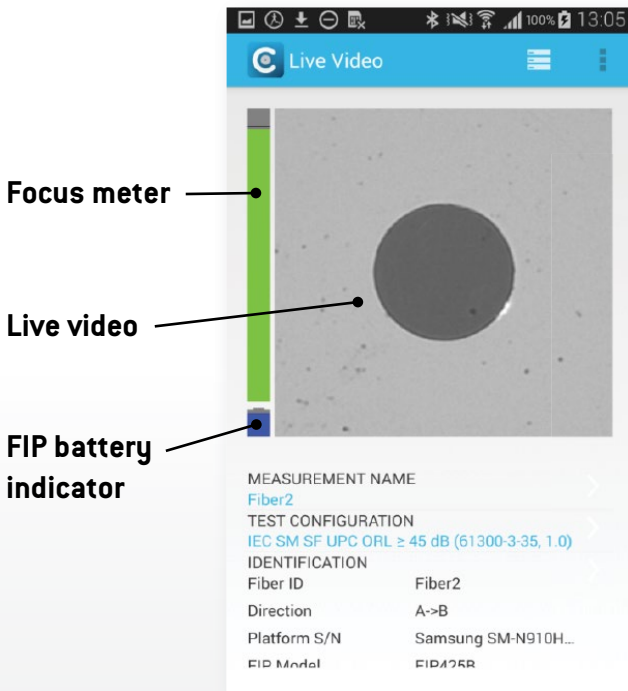 100% 13:05
Live Video
Focus meter
Live video
FIP battery
indicator
MEASUREMENT NAME
Fiber2
TEST CONFIGURATION
IEC SM SF UPC ORL ≥ 45 dB (61300-3-35, 1.0)
IDENTIFICATION
Fiber ID Fiber2
Direction A->B
Platform S/N Samsung SM-N910H...
FIP Model FIP425B